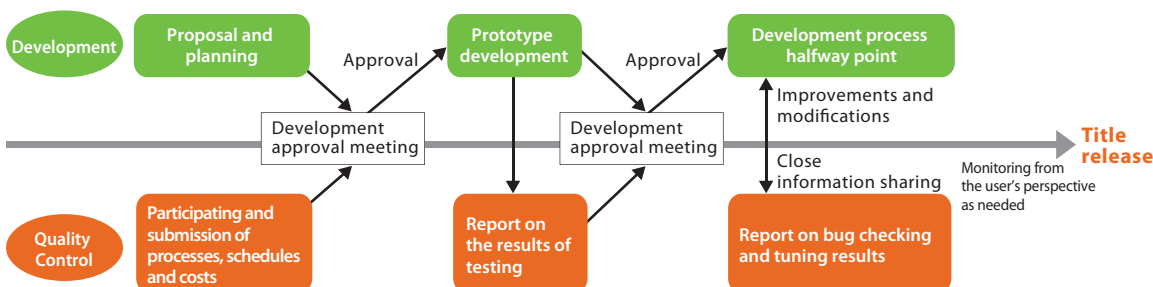 Development
Proposal and
planning
Approval
Prototype
development
Approval
Development process
halfway point
Development
approval meeting
Development
approval meeting
Improvements and
modifications
Close
information sharing
Monitoring from
the user's perspective
as needed
Title
release
Quality
Control
Participating and
submission of
processes, schedules
and costs
Report on
the results of
testing
Report on bug checking
and tuning results